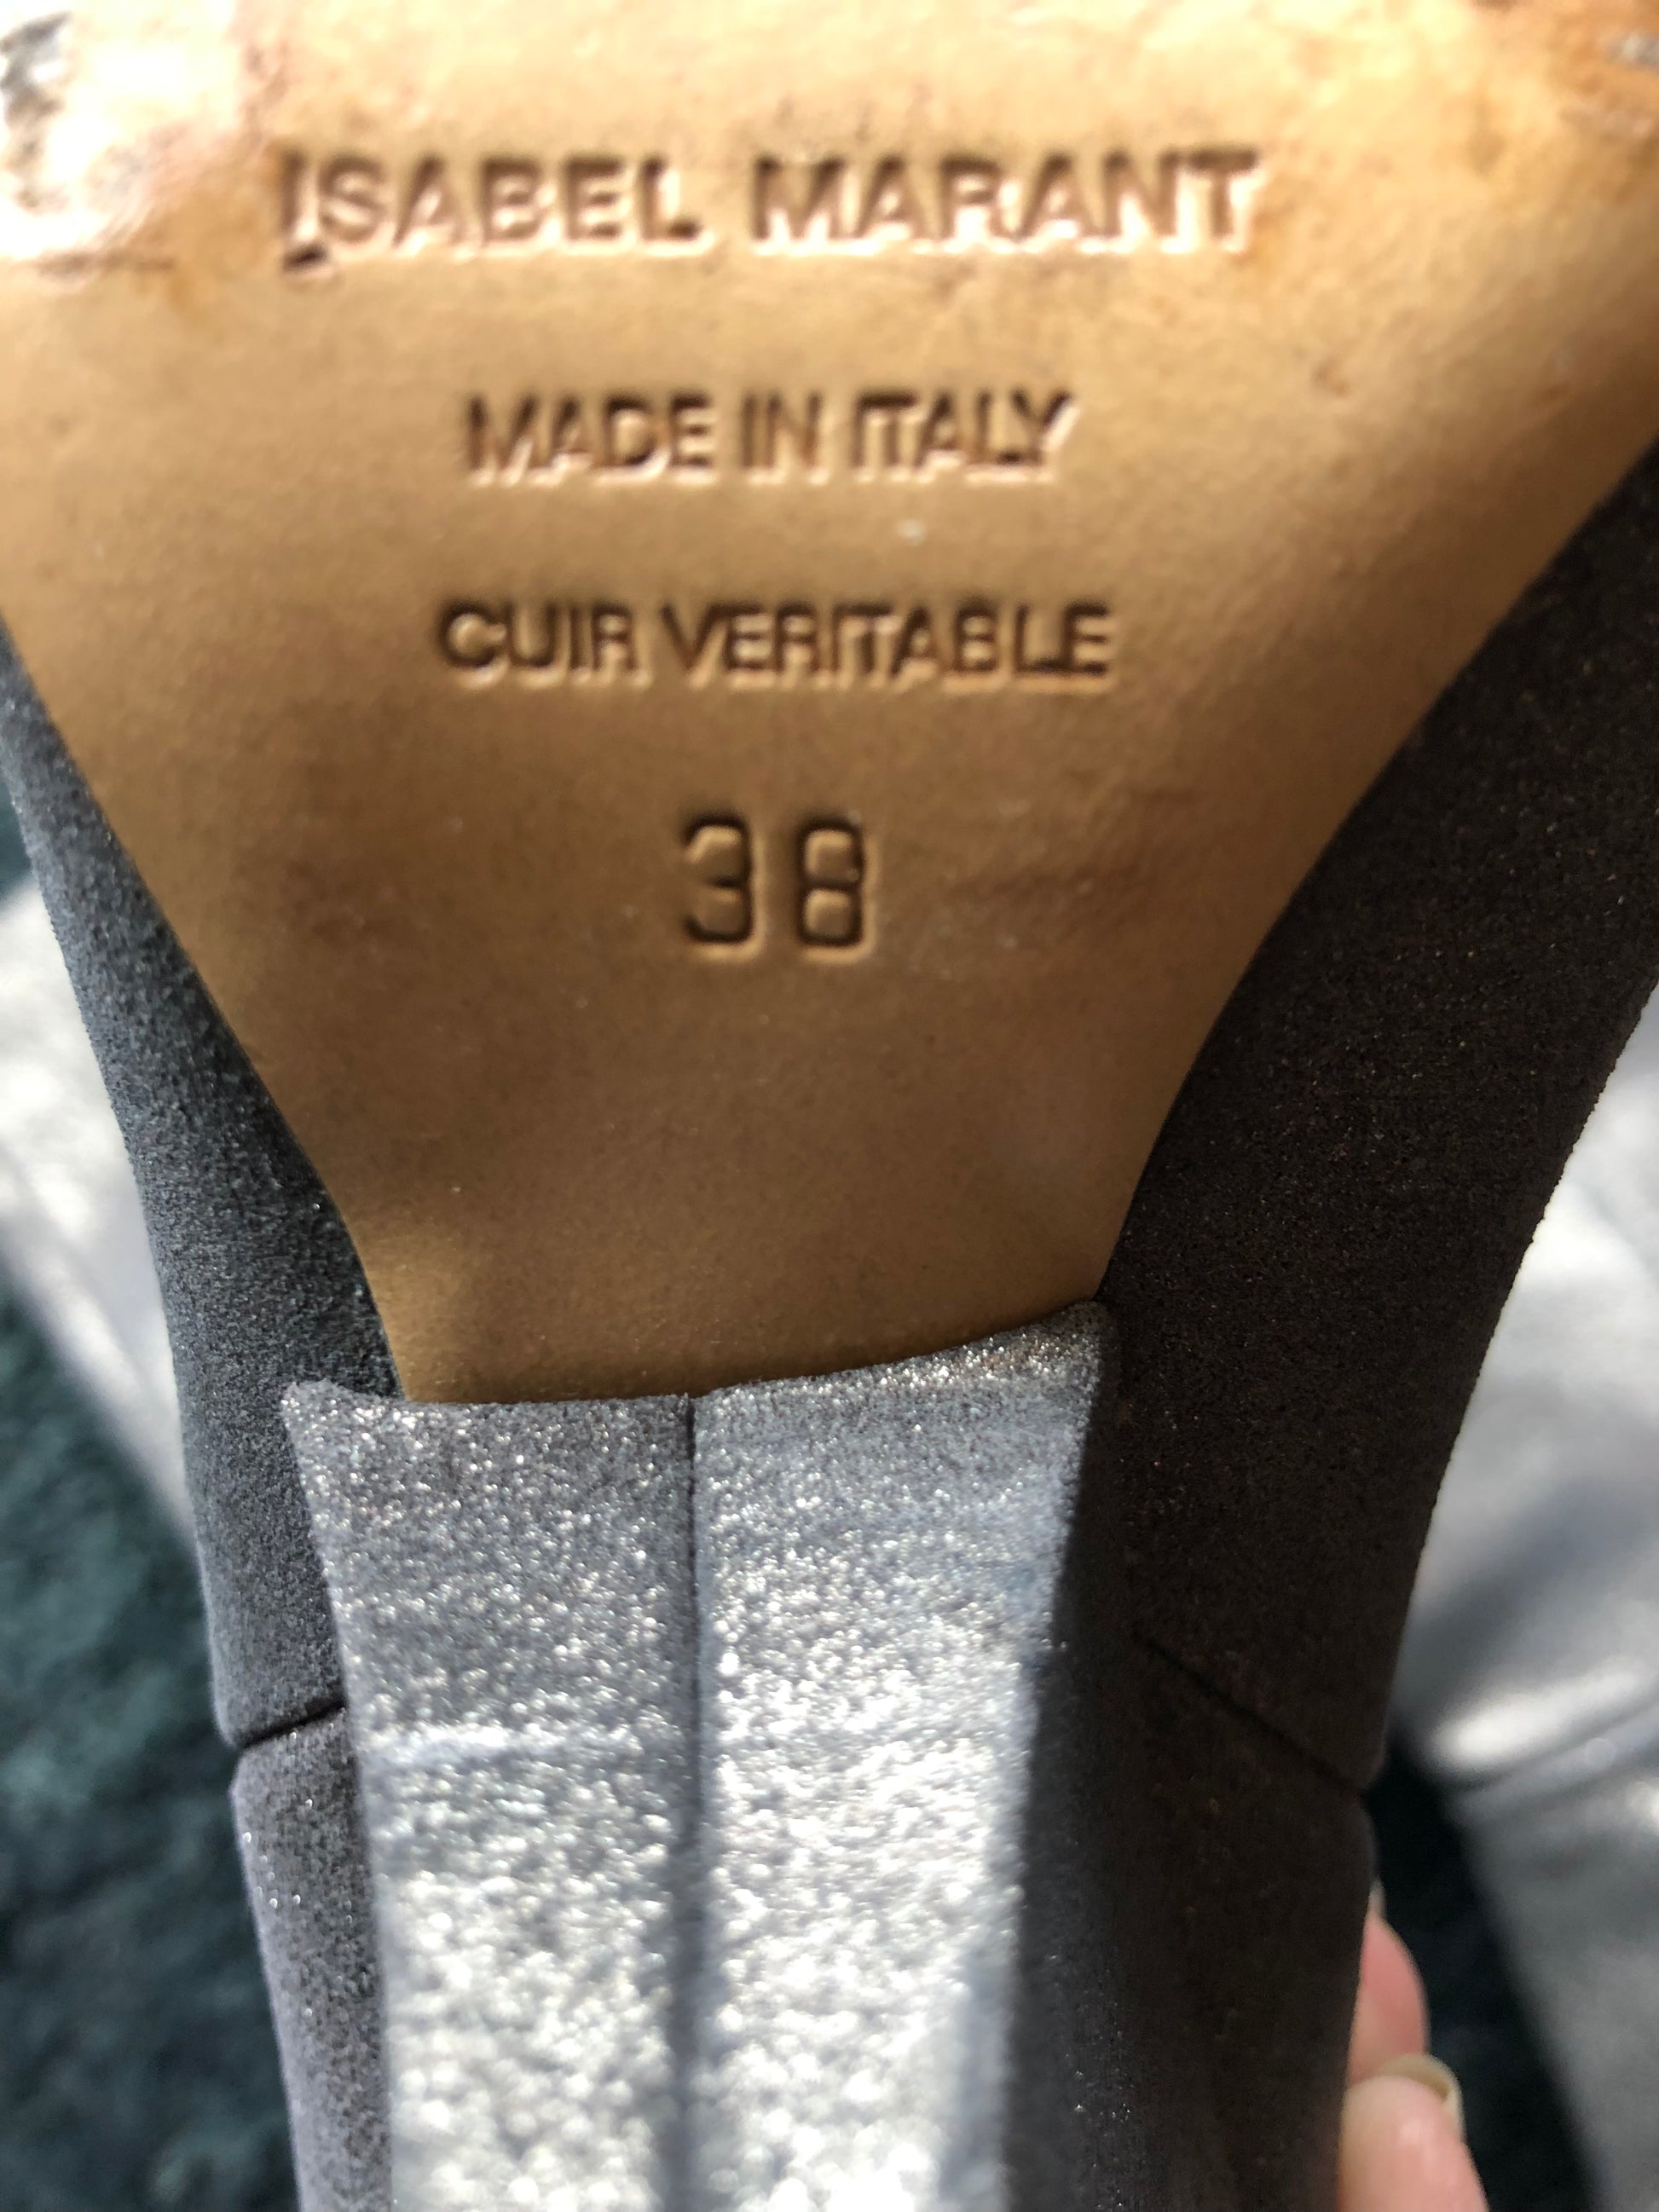 ISABEL MARANT
MADE IN ITALY
CUIR VERITABLE
38